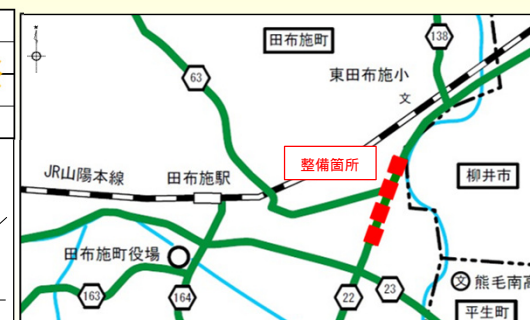 田布施町
138
東田布施小
63
文
整備箇所
JR山陽本線
田布施駅
柳井市
田布施町役場
文 熊毛南高
163
164
22
23
平生町